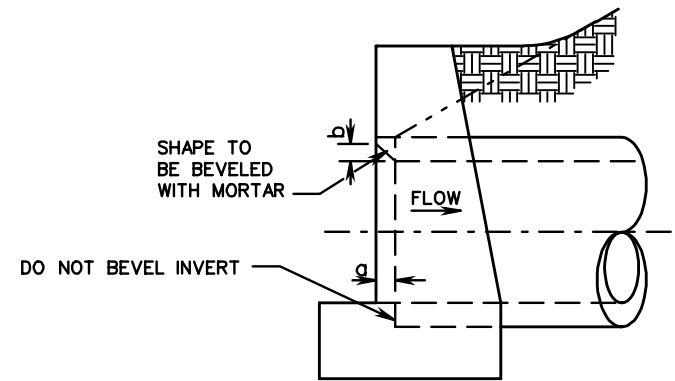 b
SHAPE TO
BE BEVELED
WITH MORTAR
FLOW
a
DO NOT BEVEL INVERT